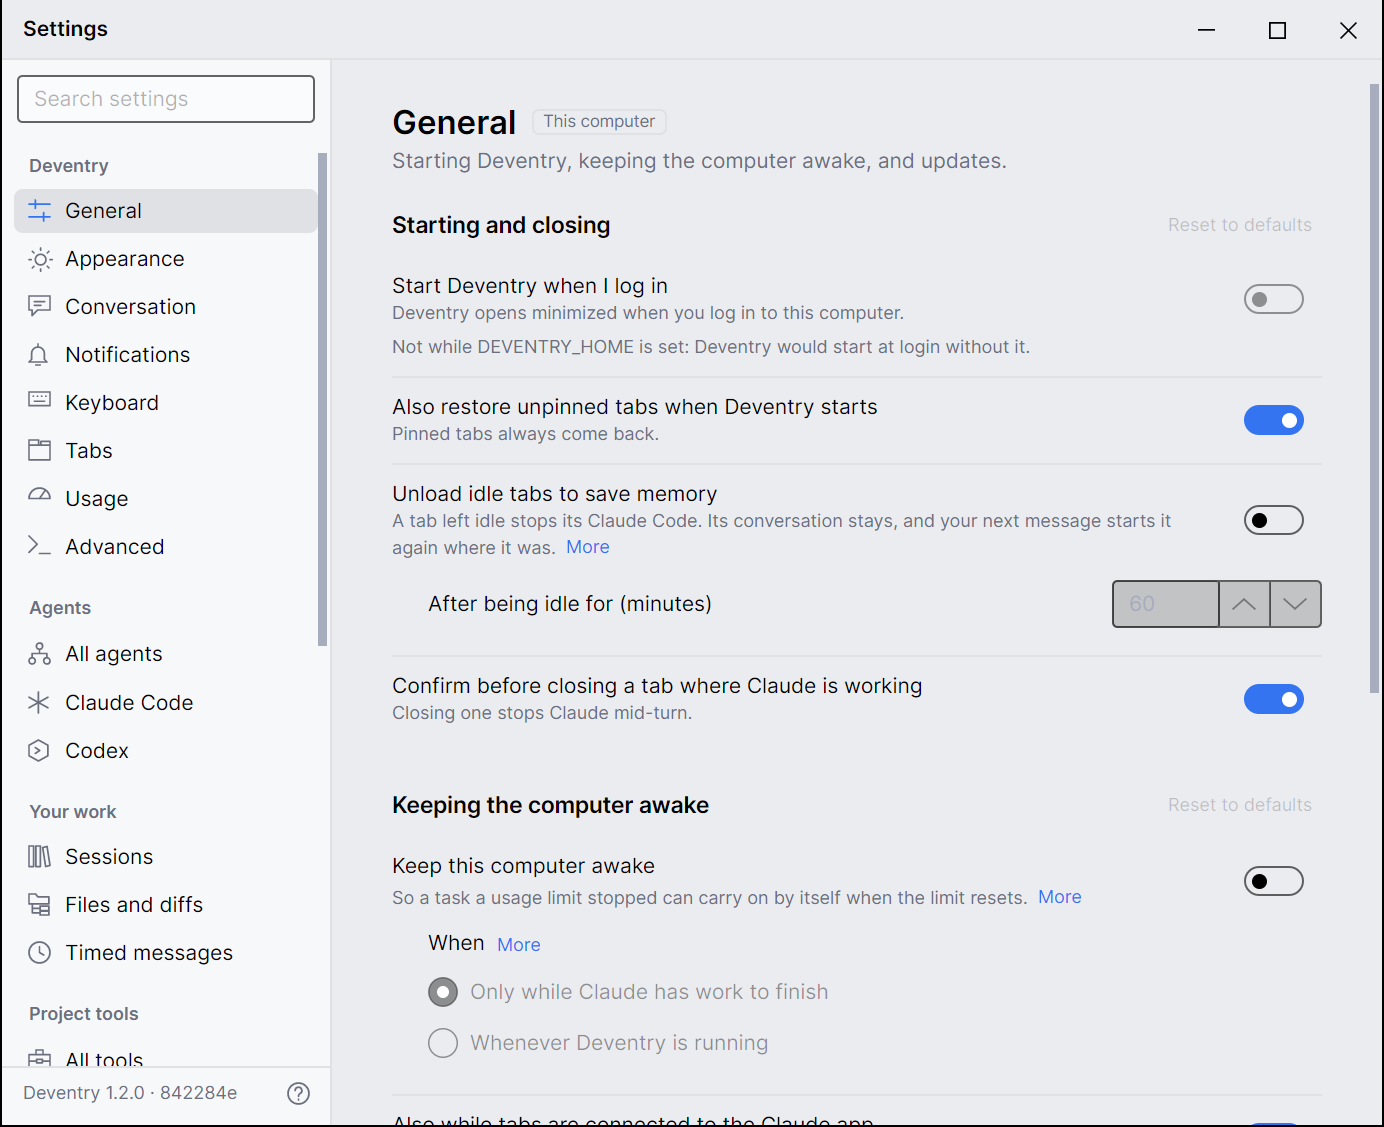 Settings
Search settings
Deventry
General
Appearance
Conversation
Notifications
Keyboard
Tabs
Usage
Advanced
Agents
All agents
Claude Code
Codex
Your work
Sessions
Files and diffs
Timed messages
Project tools
All tools
Deventry 1.2.0 · 842284e
General
This computer
Starting Deventry, keeping the computer awake, and updates.
Starting and closing
Reset to defaults
Start Deventry when I log in
Deventry opens minimized when you log in to this computer.
Not while DEVENTRY_HOME is set: Deventry would start at login without it.
Also restore unpinned tabs when Deventry starts
Pinned tabs always come back.
Unload idle tabs to save memory
A tab left idle stops its Claude Code. Its conversation stays, and your next message starts it
again where it was. More
After being idle for (minutes)
60
Confirm before closing a tab where Claude is working
Closing one stops Claude mid-turn.
Keeping the computer awake
Reset to defaults
Keep this computer awake
So a task a usage limit stopped can carry on by itself when the limit resets. More
When More
Only while Claude has work to finish
Whenever Deventry is running
Also while tabs are connected to the Claude app